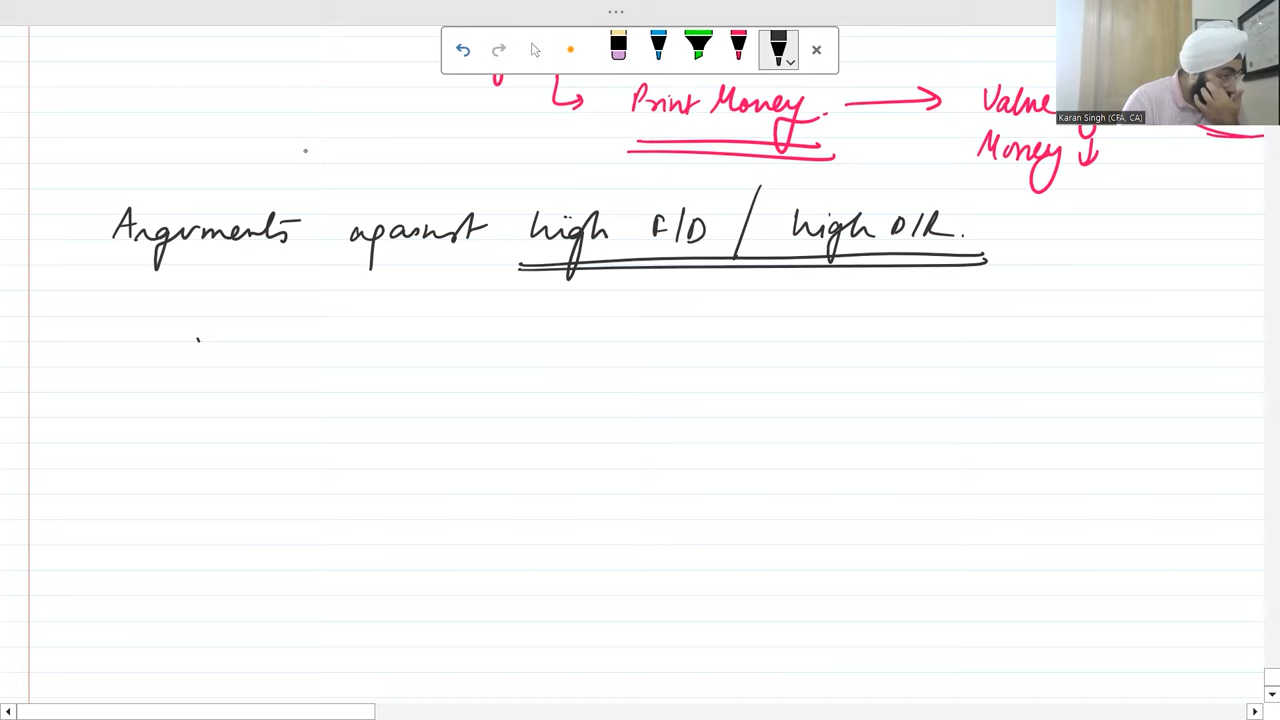 Print Money. → Value
Money ↓
Karan Singh (CFA, CA)
Arguments against high F/D / high D/R.